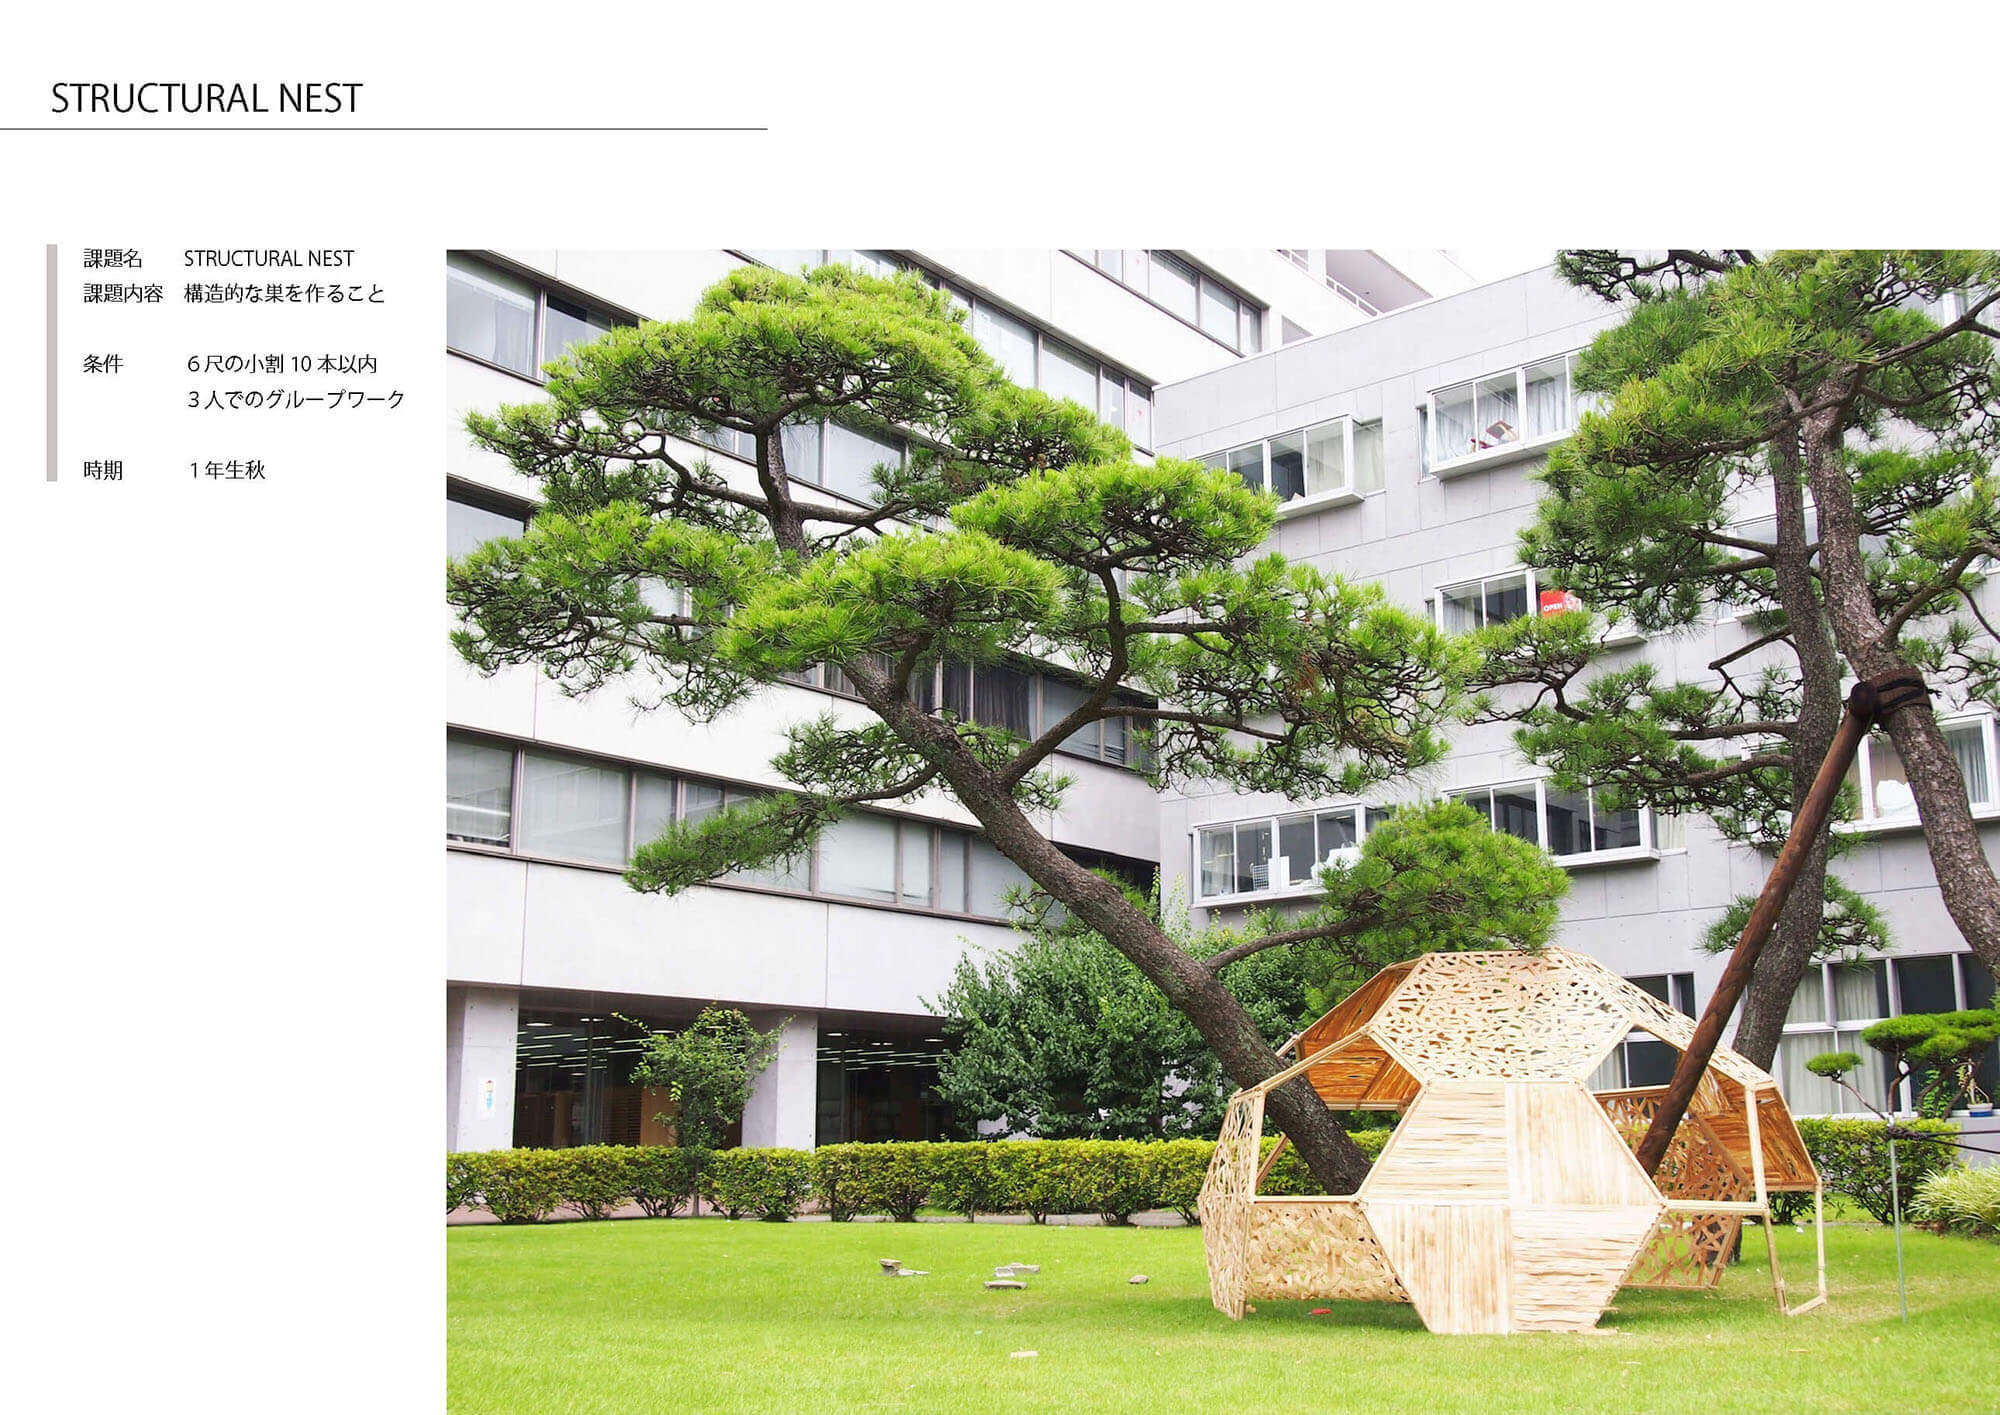 STRUCTURAL NEST
課題名 STRUCTURAL NEST
課題内容 構造的な巣を作ること
条件 6尺の小割10本以内
3人でのグループワーク
時期 1年生秋
OPEN